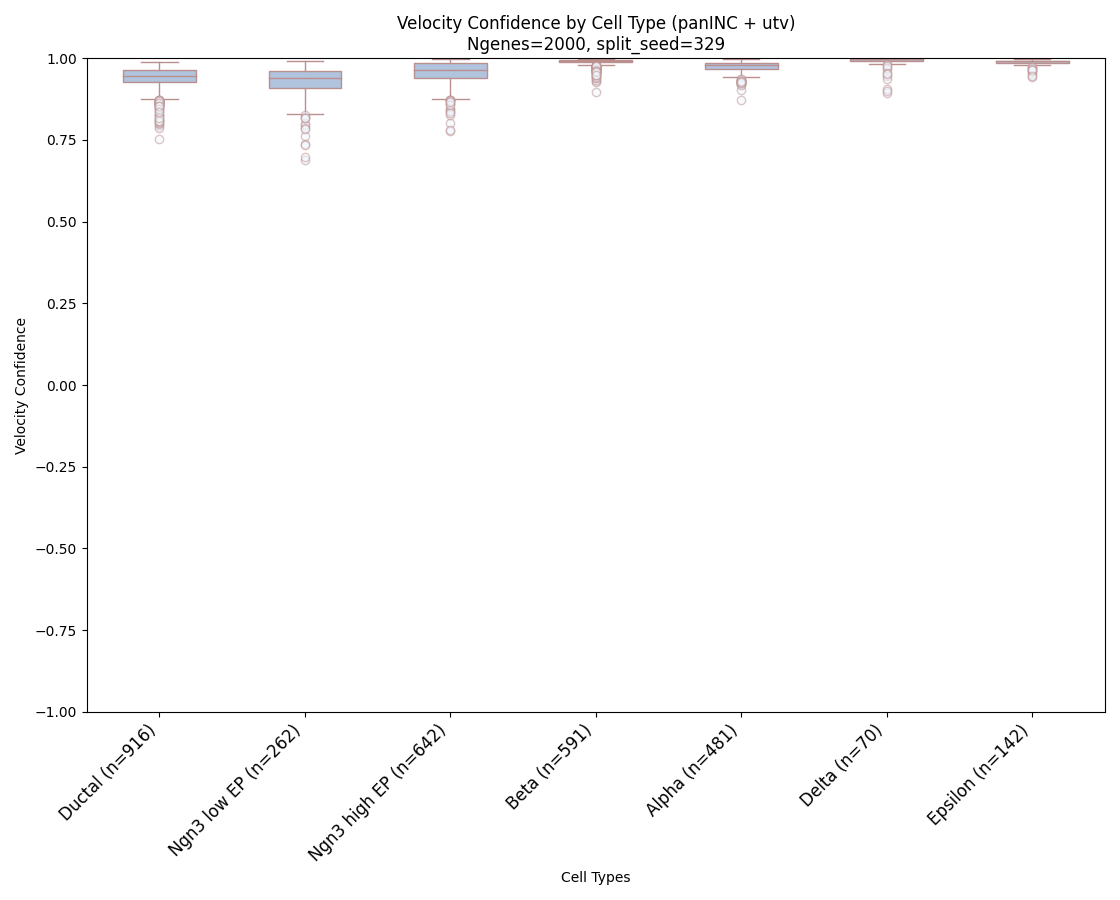 Velocity Confidence by Cell Type (panINC + utv)
Ngenes=2000, split_seed=329
1.00
0.75
0.50
0.25
0.00
−0.25
−0.50
−0.75
−1.00
Velocity Confidence
Ductal (n=916)
Ngn3 low EP (n=262)
Ngn3 high EP (n=642)
Beta (n=591)
Alpha (n=481)
Delta (n=70)
Epsilon (n=142)
Cell Types